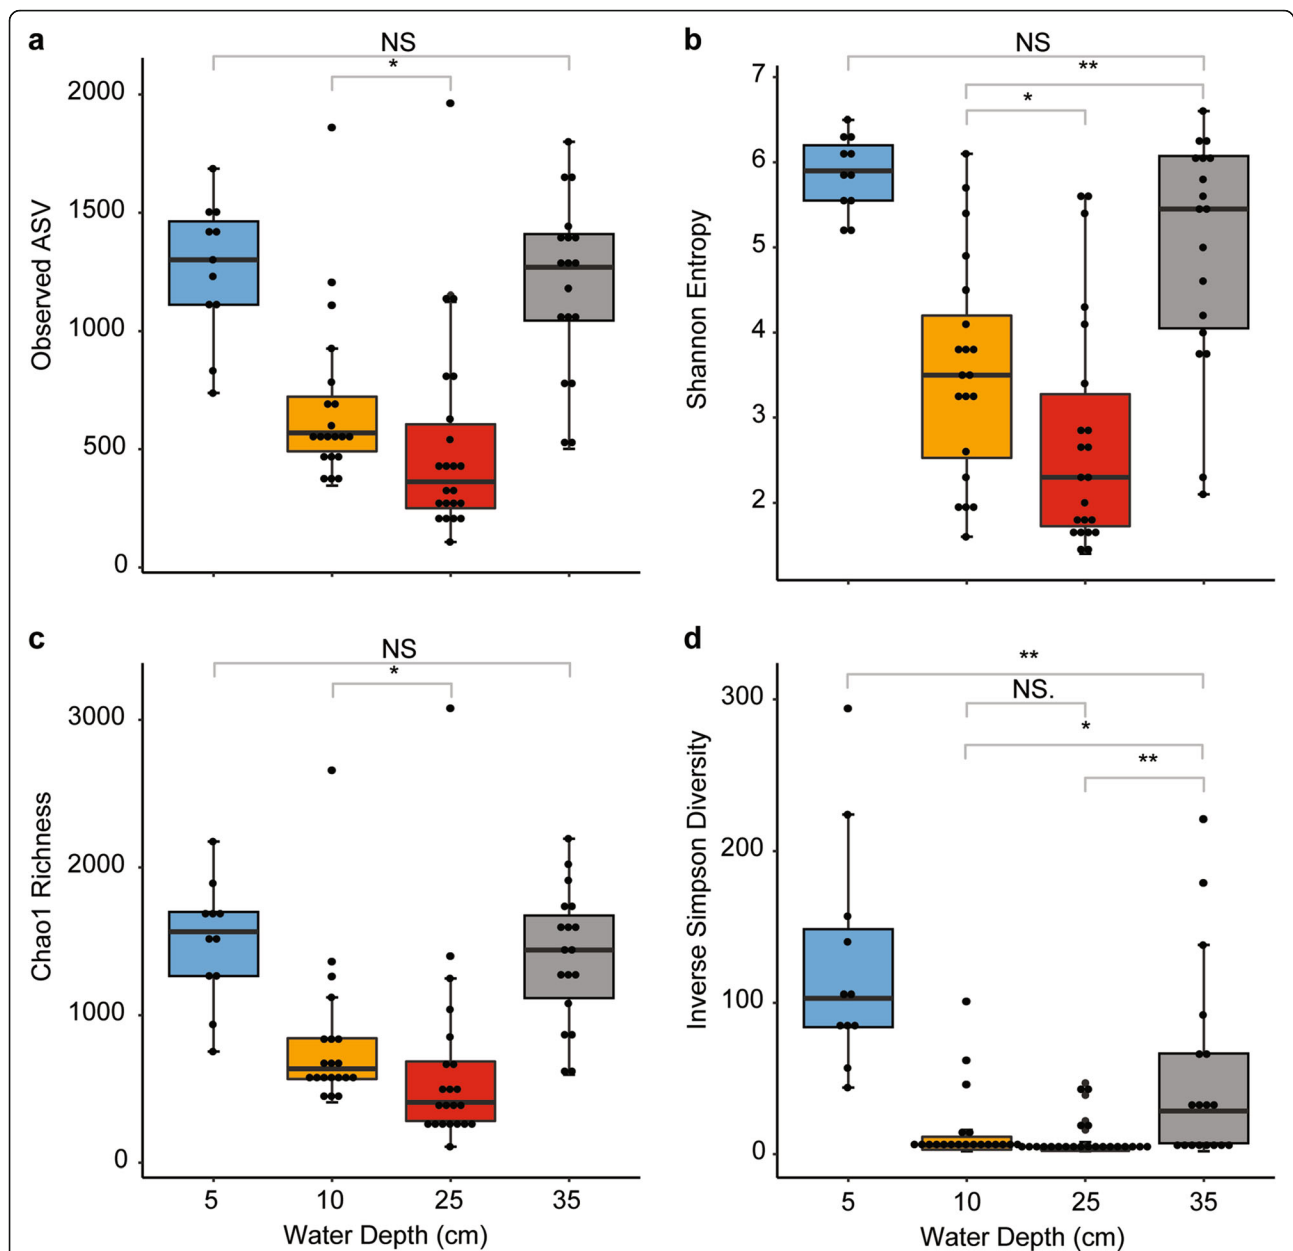 a
NS
*
2000
1500
1000
500
0
Observed ASV
b
NS
**
*
7
6
5
4
3
2
Shannon Entropy
c
NS
*
3000
2000
1000
0
Chao1 Richness
5 10 25 35
Water Depth (cm)
d
**
NS.
*
**
300
200
100
0
Inverse Simpson Diversity
5 10 25 35
Water Depth (cm)